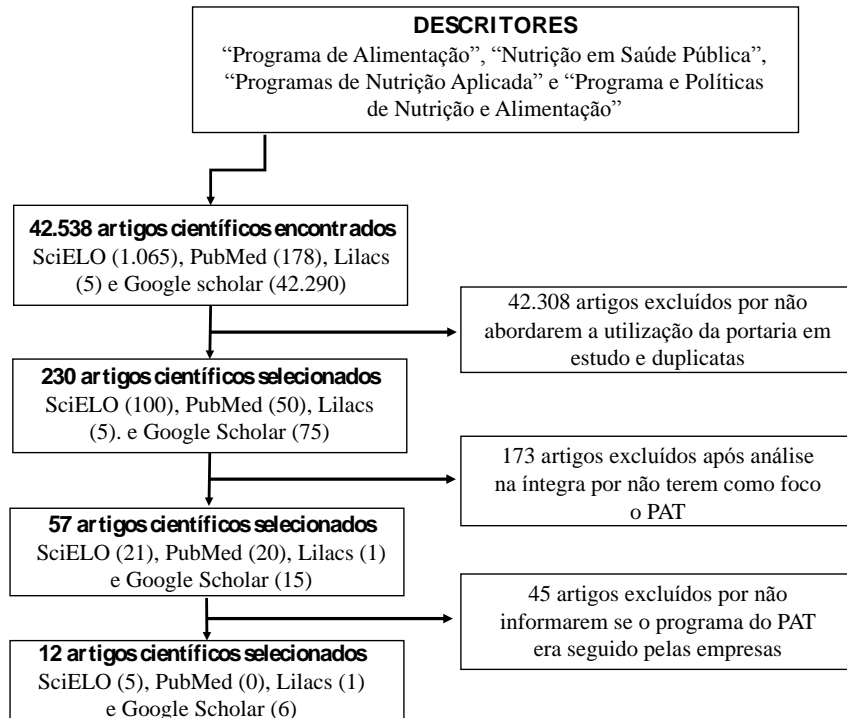 DESCRITORES
“Programa de Alimentação”, “Nutrição em Saúde Pública”,
“Programas de Nutrição Aplicada” e “Programa e Políticas
de Nutrição e Alimentação”
42.538 artigos científicos encontrados
SciELO (1.065), PubMed (178), Lilacs
(5) e Google scholar (42.290)
42.308 artigos excluídos por não
abordarem a utilização da portaria em
estudo e duplicatas
230 artigos científicos selecionados
SciELO (100), PubMed (50), Lilacs
(5). e Google Scholar (75)
173 artigos excluídos após análise
na íntegra por não terem como foco
o PAT
57 artigos científicos selecionados
SciELO (21), PubMed (20), Lilacs (1)
e Google Scholar (15)
45 artigos excluídos por não
informarem se o programa do PAT
era seguido pelas empresas
12 artigos científicos selecionados
SciELO (5), PubMed (0), Lilacs (1)
e Google Scholar (6)